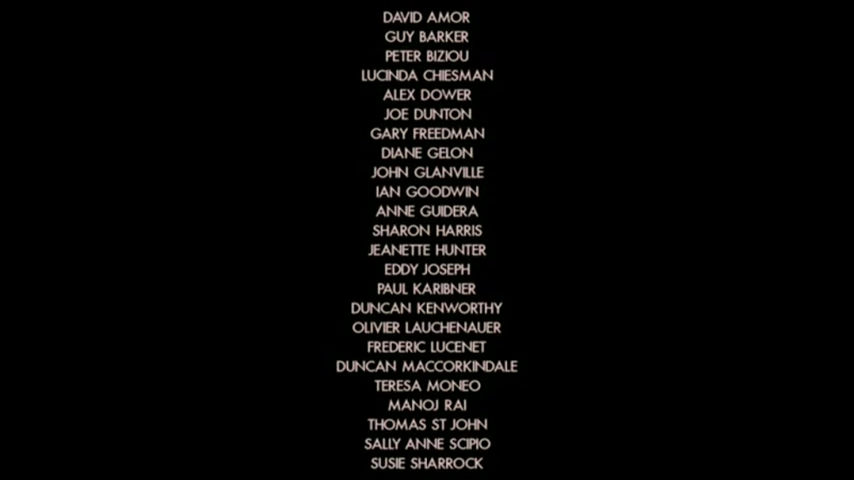 DAVID AMOR
GUY BARKER
PETER BIZIOU
LUCINDA CHIESMAN
ALEX DOWER
JOE DUNTON
GARY FREEDMAN
DIANE GELON
JOHN GLANVILLE
IAN GOODWIN
ANNE GUIDERA
SHARON HARRIS
JEANETTE HUNTER
EDDY JOSEPH
PAUL KARIBNER
DUNCAN KENWORTHY
OLIVIER LAUCHENAUER
FREDERIC LUCENET
DUNCAN MACCORKINDALE
TERESA MONEO
MANOJ RAI
THOMAS ST JOHN
SALLY ANNE SCIPIO
SUSIE SHARROCK